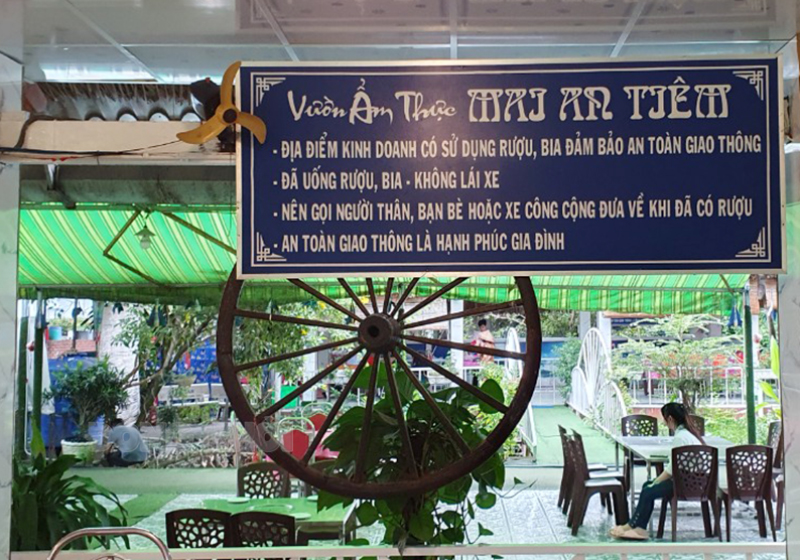 Vườn Ẩm Thực MAI AN TIÊM
- ĐỊA ĐIỂM KINH DOANH CÓ SỬ DỤNG RƯỢU, BIA ĐẢM BẢO AN TOÀN GIAO THÔNG
- ĐÃ UỐNG RƯỢU, BIA - KHÔNG LÁI XE
- NÊN GỌI NGƯỜI THÂN, BẠN BÈ HOẶC XE CÔNG CỘNG ĐƯA VỀ KHI ĐÃ CÓ RƯỢU
- AN TOÀN GIAO THÔNG LÀ HẠNH PHÚC GIA ĐÌNH